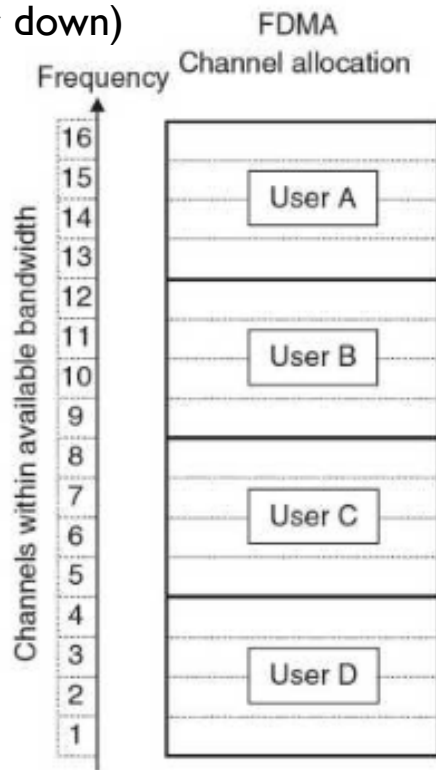 down)
FDMA
Channel allocation
Frequency
Channels within available bandwidth
16
15
14
13
12
11
10
9
8
7
6
5
4
3
2
1
User A
User B
User C
User D